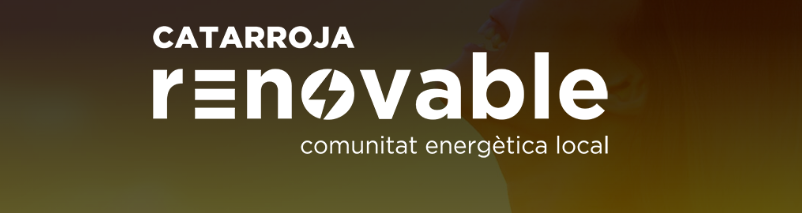 CATARROJA
renovable
comunitat energètica local